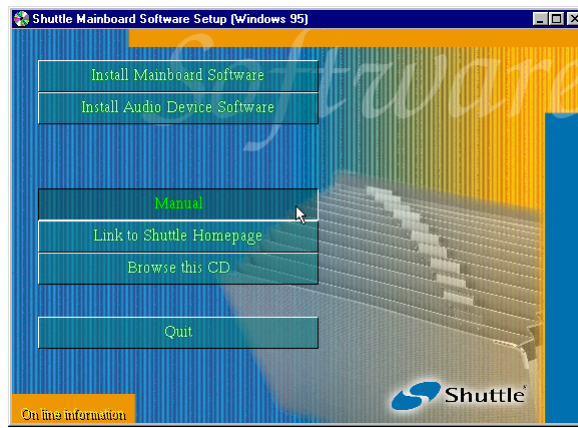 Shuttle Mainboard Software Setup (Windows 95)
Software
Install Mainboard Software
Install Audio Device Software
Manual
Link to Shuttle Homepage
Browse this CD
Quit
Shuttle®
On line information